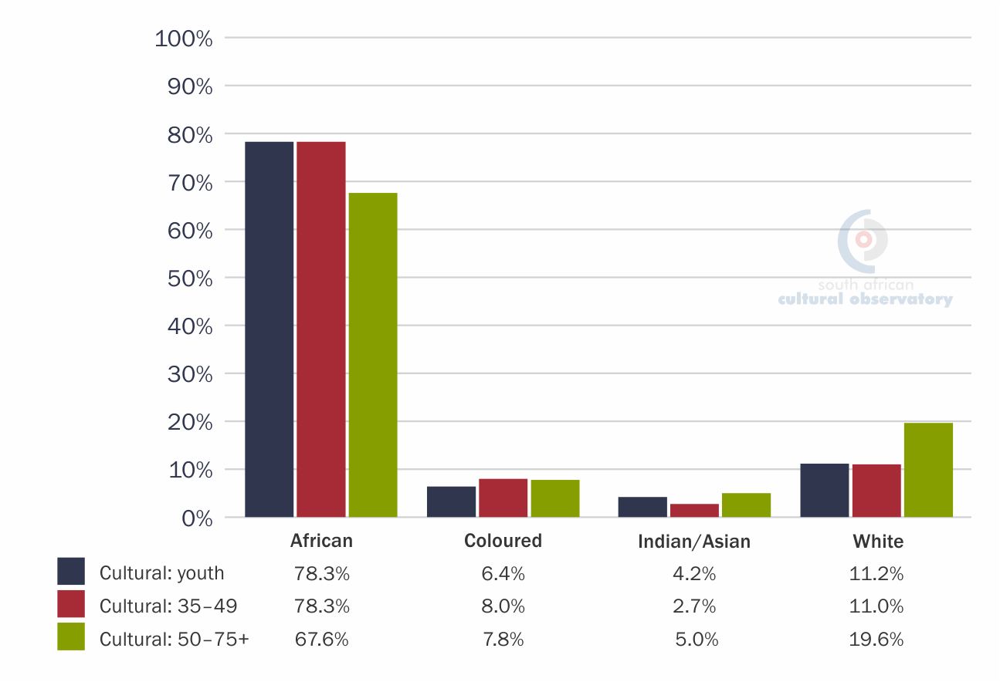 100%
90%
80%
70%
60%
50%
40%
30%
20%
10%
0%
south african
cultural observatory
African Coloured Indian/Asian White
Cultural: youth 78.3% 6.4% 4.2% 11.2%
Cultural: 35–49 78.3% 8.0% 2.7% 11.0%
Cultural: 50–75+ 67.6% 7.8% 5.0% 19.6%